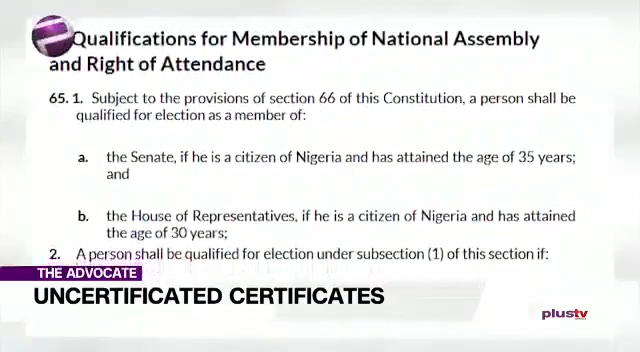 Qualifications for Membership of National Assembly
and Right of Attendance
65. 1. Subject to the provisions of section 66 of this Constitution, a person shall be
qualified for election as a member of:
a. the Senate, if he is a citizen of Nigeria and has attained the age of 35 years;
and
b. the House of Representatives, if he is a citizen of Nigeria and has attained
the age of 30 years;
2. A person shall be qualified for election under subsection (1) of this section if:
THE ADVOCATE
UNCERTIFICATED CERTIFICATES
plustv